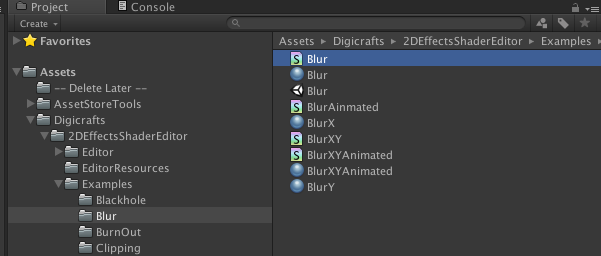 Project
Console
Create
Favorites
Assets
-- Delete Later --
AssetStoreTools
Digicrafts
2DEffectsShaderEditor
Editor
EditorResources
Examples
Blackhole
Blur
BurnOut
Clipping
Assets Digicrafts 2DEffectsShaderEditor Examples
Blur
Blur
Blur
BlurAinmated
BlurX
BlurXY
BlurXYAnimated
BlurXYAnimated
BlurY